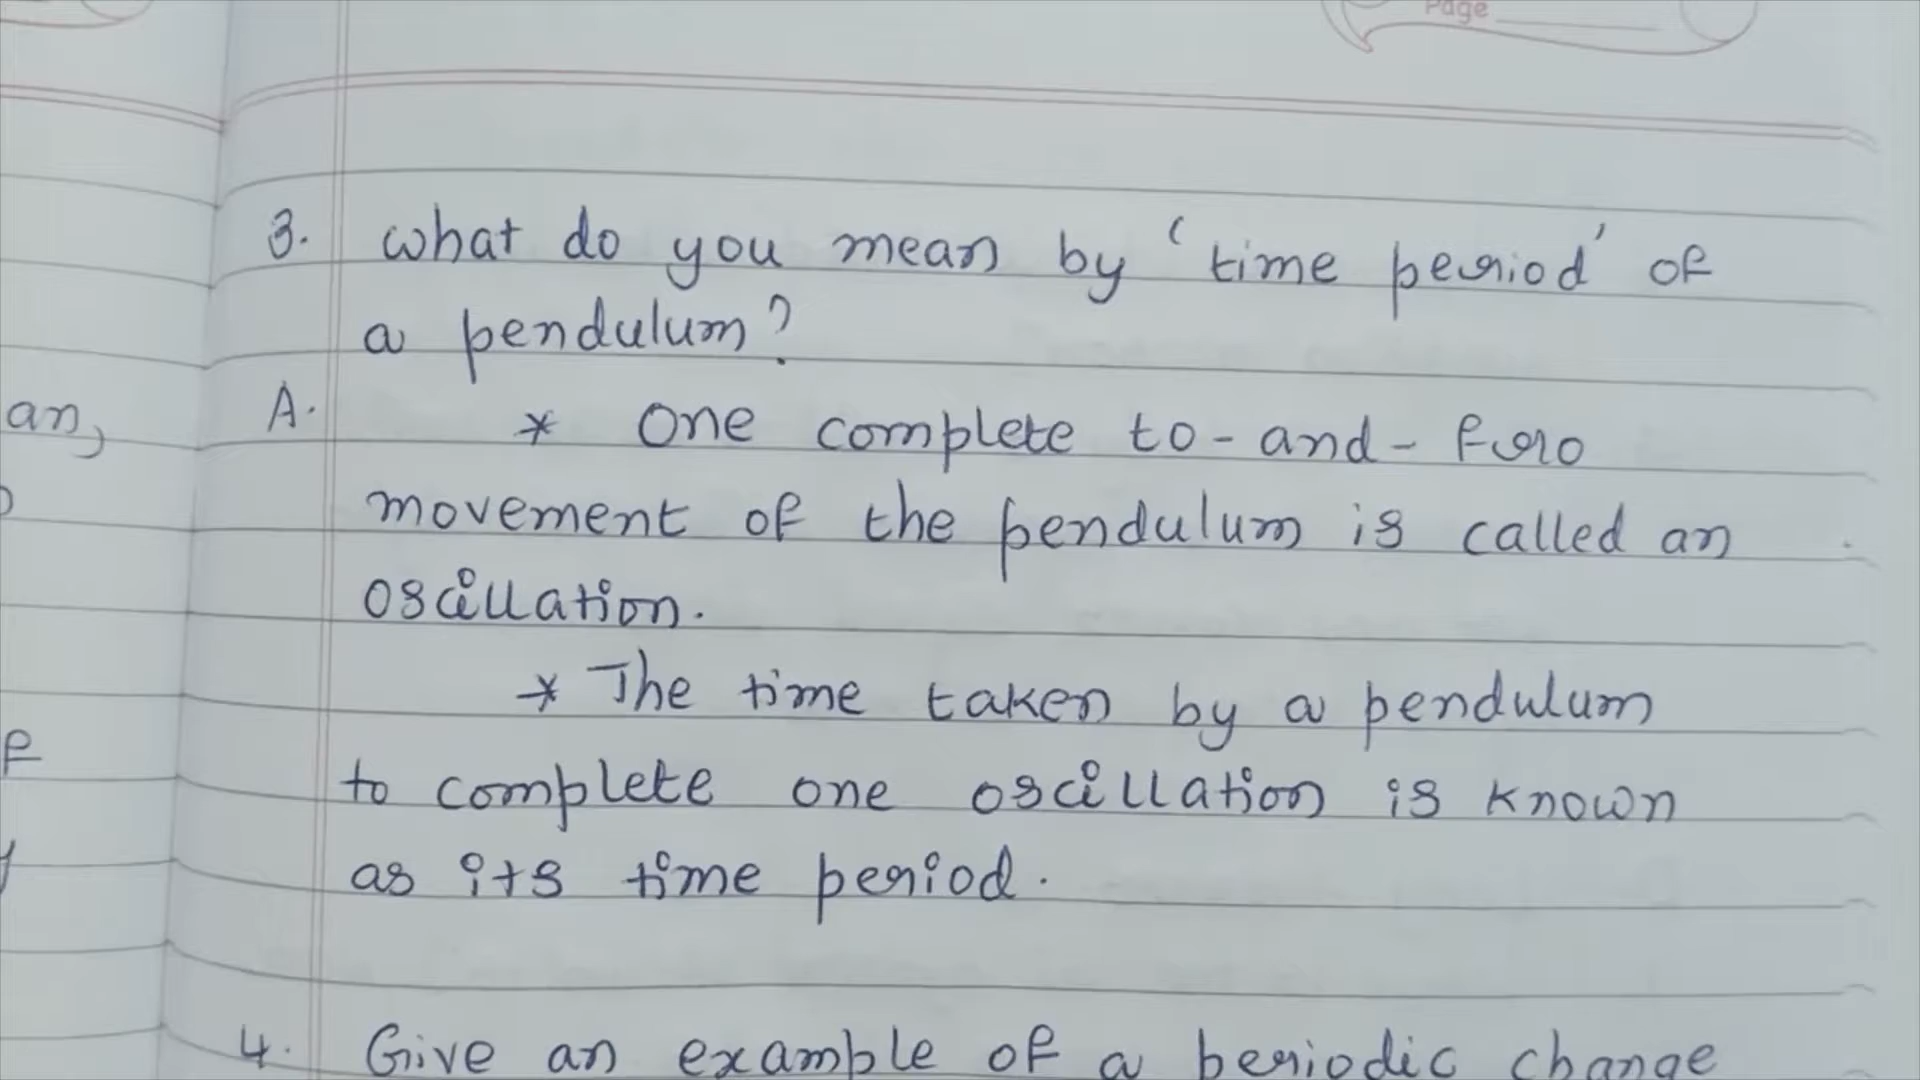 Page
3. What do you mean by 'time period' of
a pendulum?
A. * One complete to-and-fro
movement of the pendulum is called an
oscillation.
* The time taken by a pendulum
to complete one oscillation is known
as its time period.
4. Give an example of a periodic change
an,